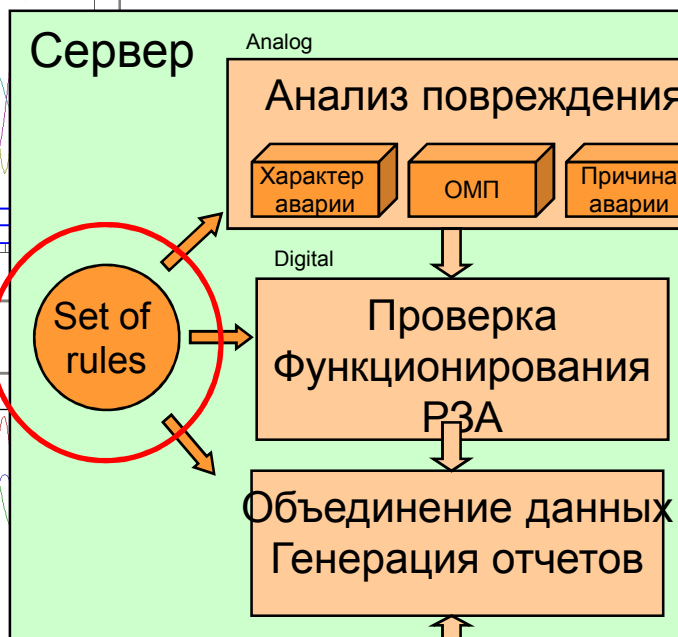 Сервер
Analog
Анализ повреждения
Характер
аварии
ОМП
Причина
аварии
Digital
Set of
rules
Проверка
Функционирования
РЗА
Объединение данных
Генерация отчетов